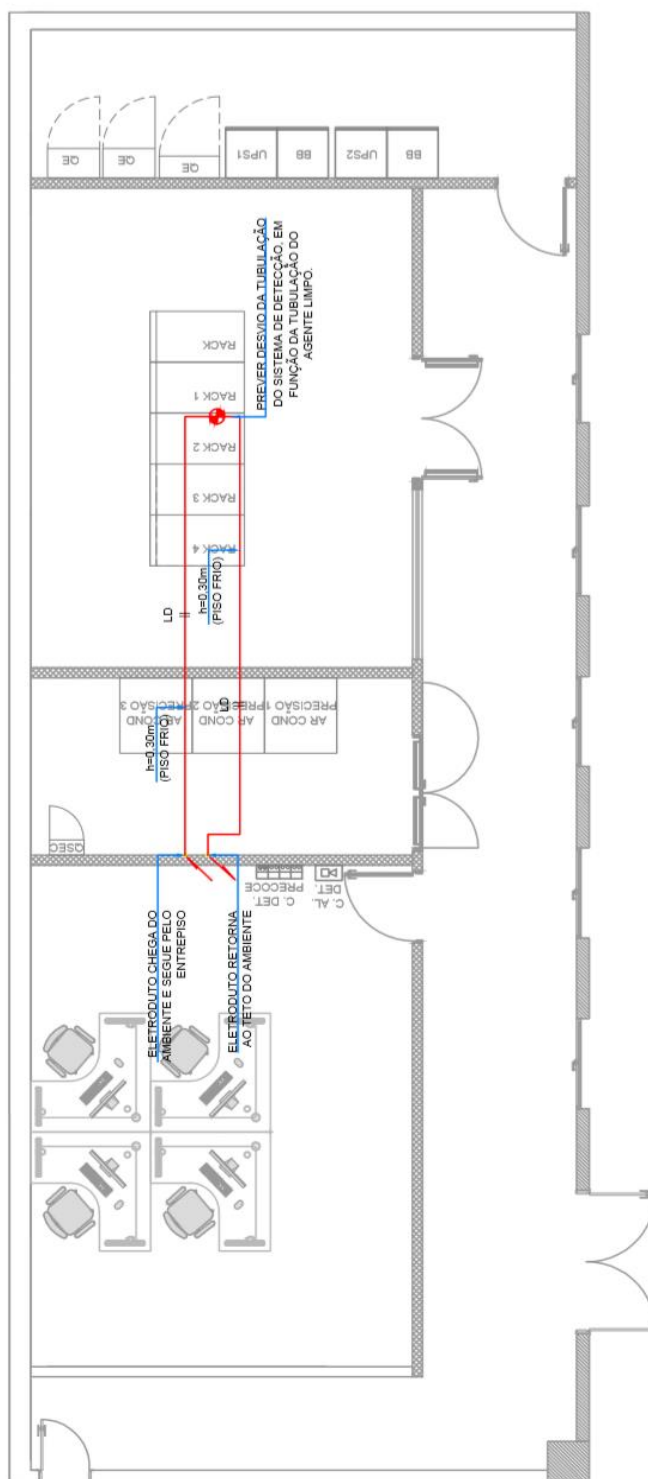 QE
QE
QE
UPS1
BB
UPS2
BB
PREVER DESVIO DA TUBULAÇÃO
DO SISTEMA DE DETECÇÃO, EM
FUNÇÃO DA TUBULAÇÃO DO
AGENTE LIMPO.
RACK
RACK 1
RACK 2
RACK 3
RACK 4
h=0,30m
(PISO FRIO)
LD
LD
AR COND
PRECISÃO 3
AR COND
PRECISÃO 2
AR COND
PRECISÃO 1
h=0,30m
(PISO FRIO)
QSEC
C. DET.
PRECOCE
C. AL.
DET.
ELETRODUTO CHEGA DO
AMBIENTE E SEGUE PELO
ENTREPISO
ELETRODUTO RETORNA
AO TETO DO AMBIENTE